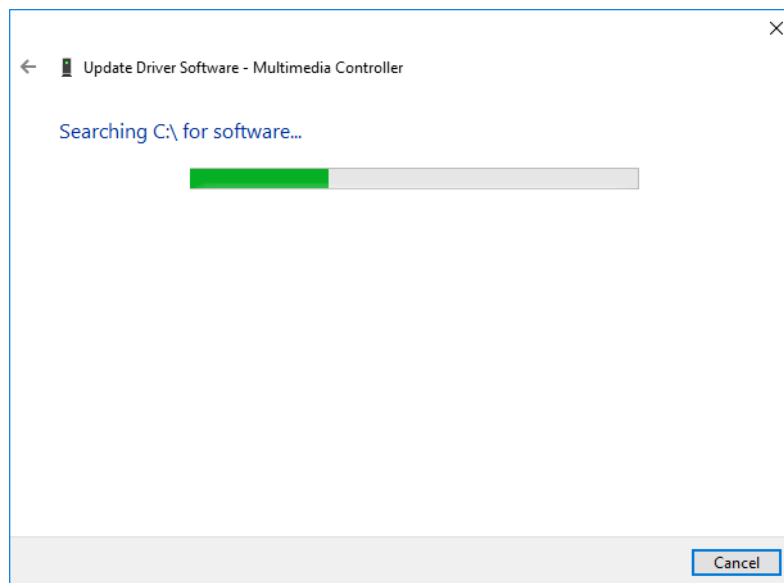 Update Driver Software - Multimedia Controller
Searching C:\ for software...
Cancel